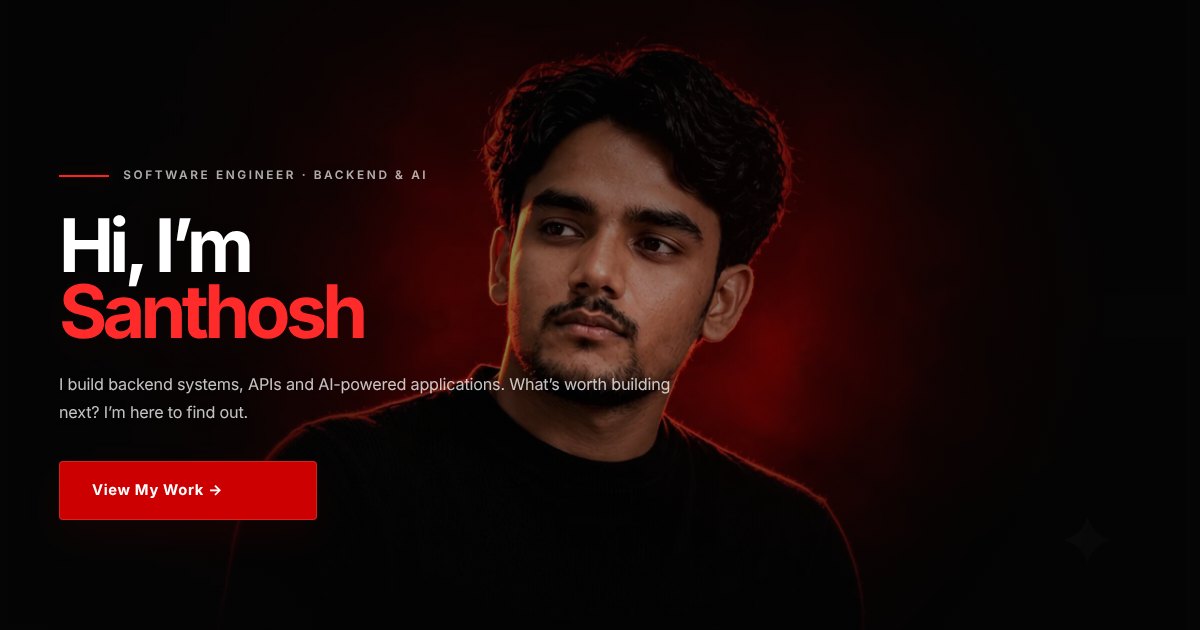 SOFTWARE ENGINEER · BACKEND & AI
Hi, I’m
Santhosh
I build backend systems, APIs and AI-powered applications. What’s worth building
next? I’m here to find out.
View My Work →